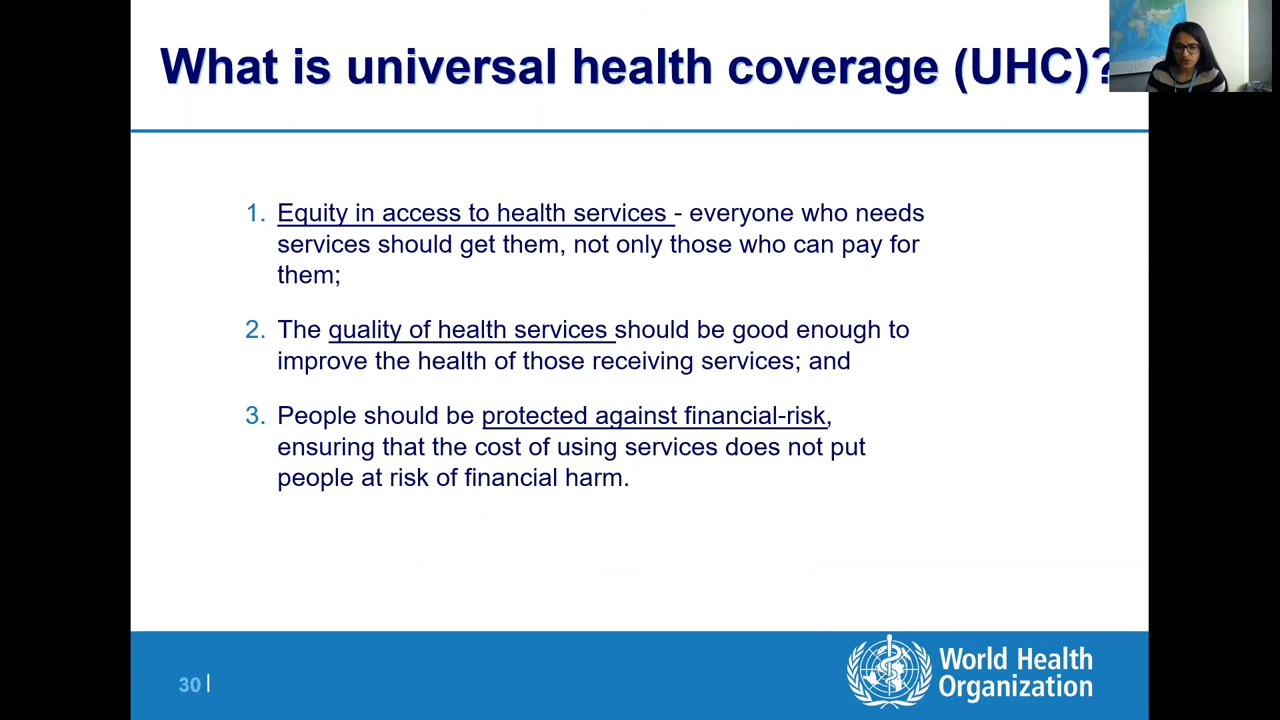 What is universal health coverage (UHC)?
1. Equity in access to health services - everyone who needs
services should get them, not only those who can pay for
them;
2. The quality of health services should be good enough to
improve the health of those receiving services; and
3. People should be protected against financial-risk,
ensuring that the cost of using services does not put
people at risk of financial harm.
30 |
World Health
Organization